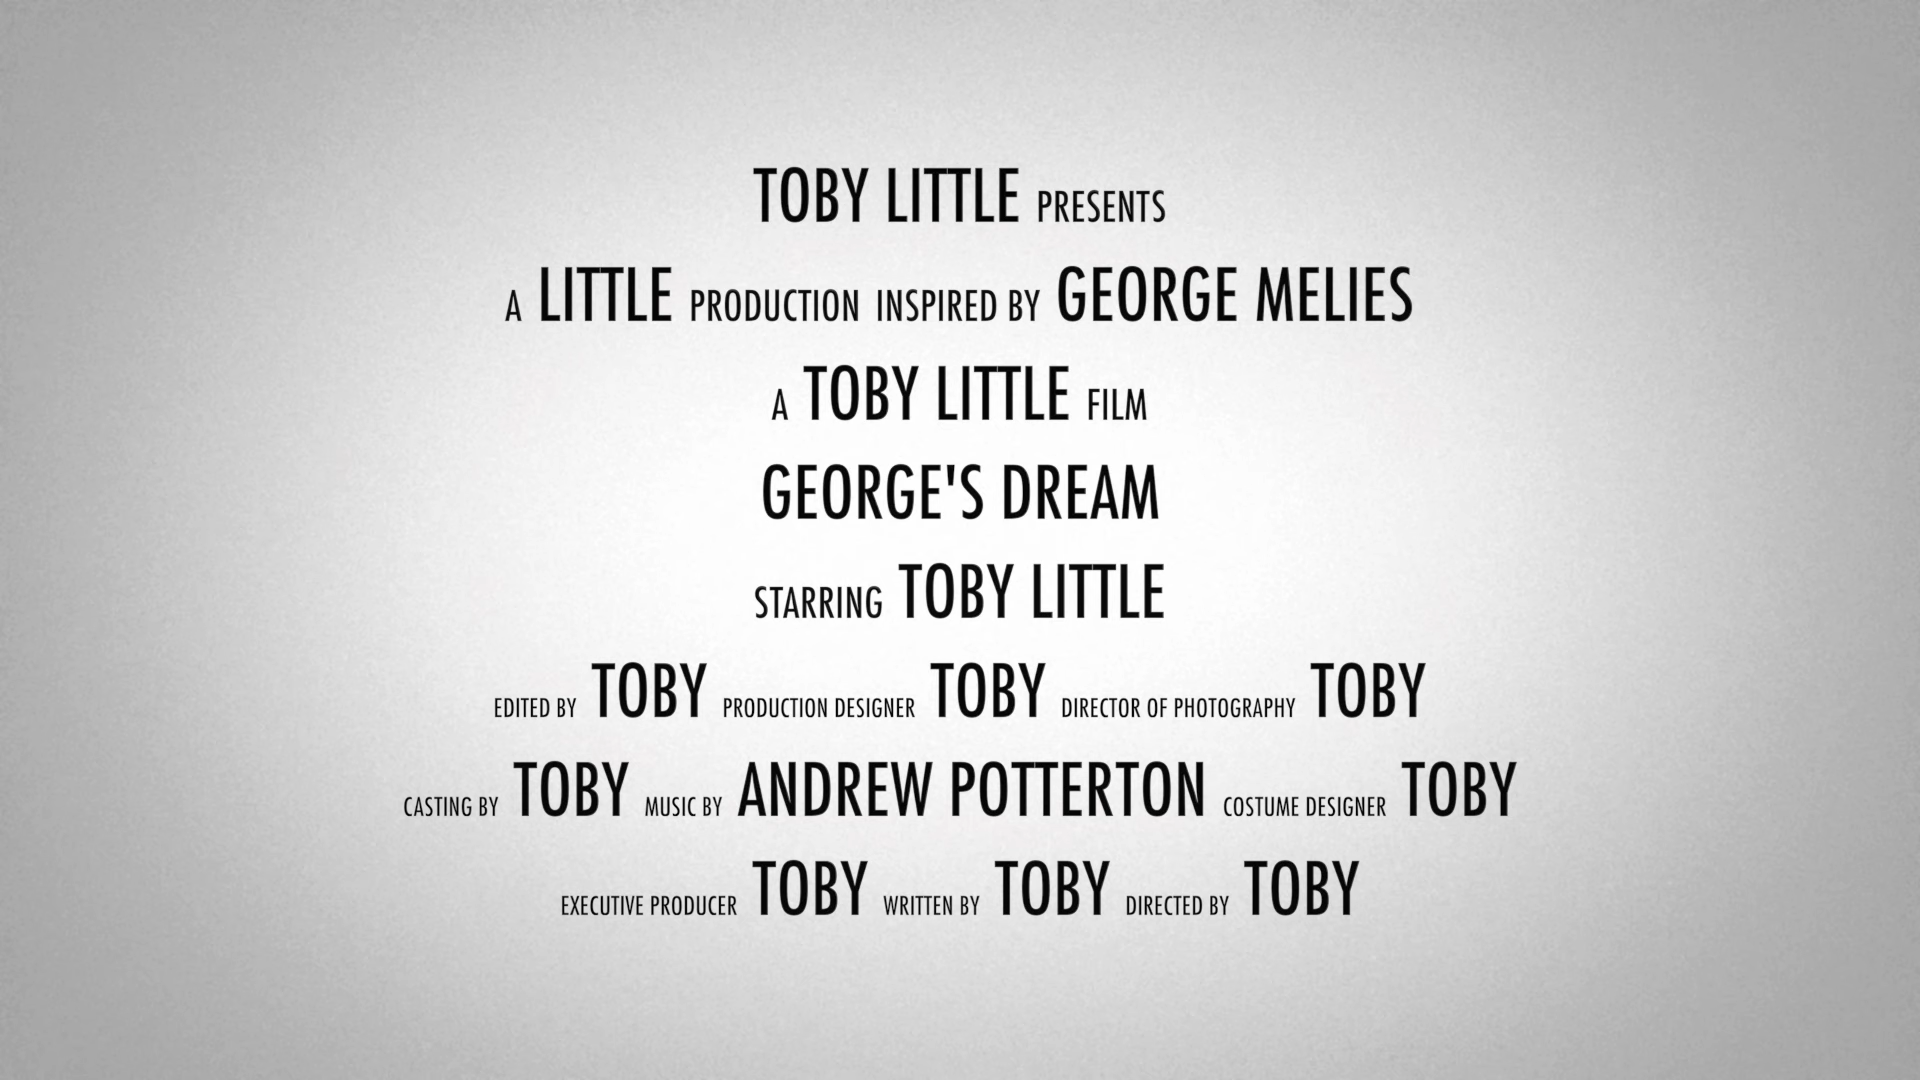 TOBY LITTLE PRESENTS
A LITTLE PRODUCTION INSPIRED BY GEORGE MELIES
A TOBY LITTLE FILM
GEORGE'S DREAM
STARRING TOBY LITTLE
EDITED BY TOBY PRODUCTION DESIGNER TOBY DIRECTOR OF PHOTOGRAPHY TOBY
CASTING BY TOBY MUSIC BY ANDREW POTTERTON COSTUME DESIGNER TOBY
EXECUTIVE PRODUCER TOBY WRITTEN BY TOBY DIRECTED BY TOBY